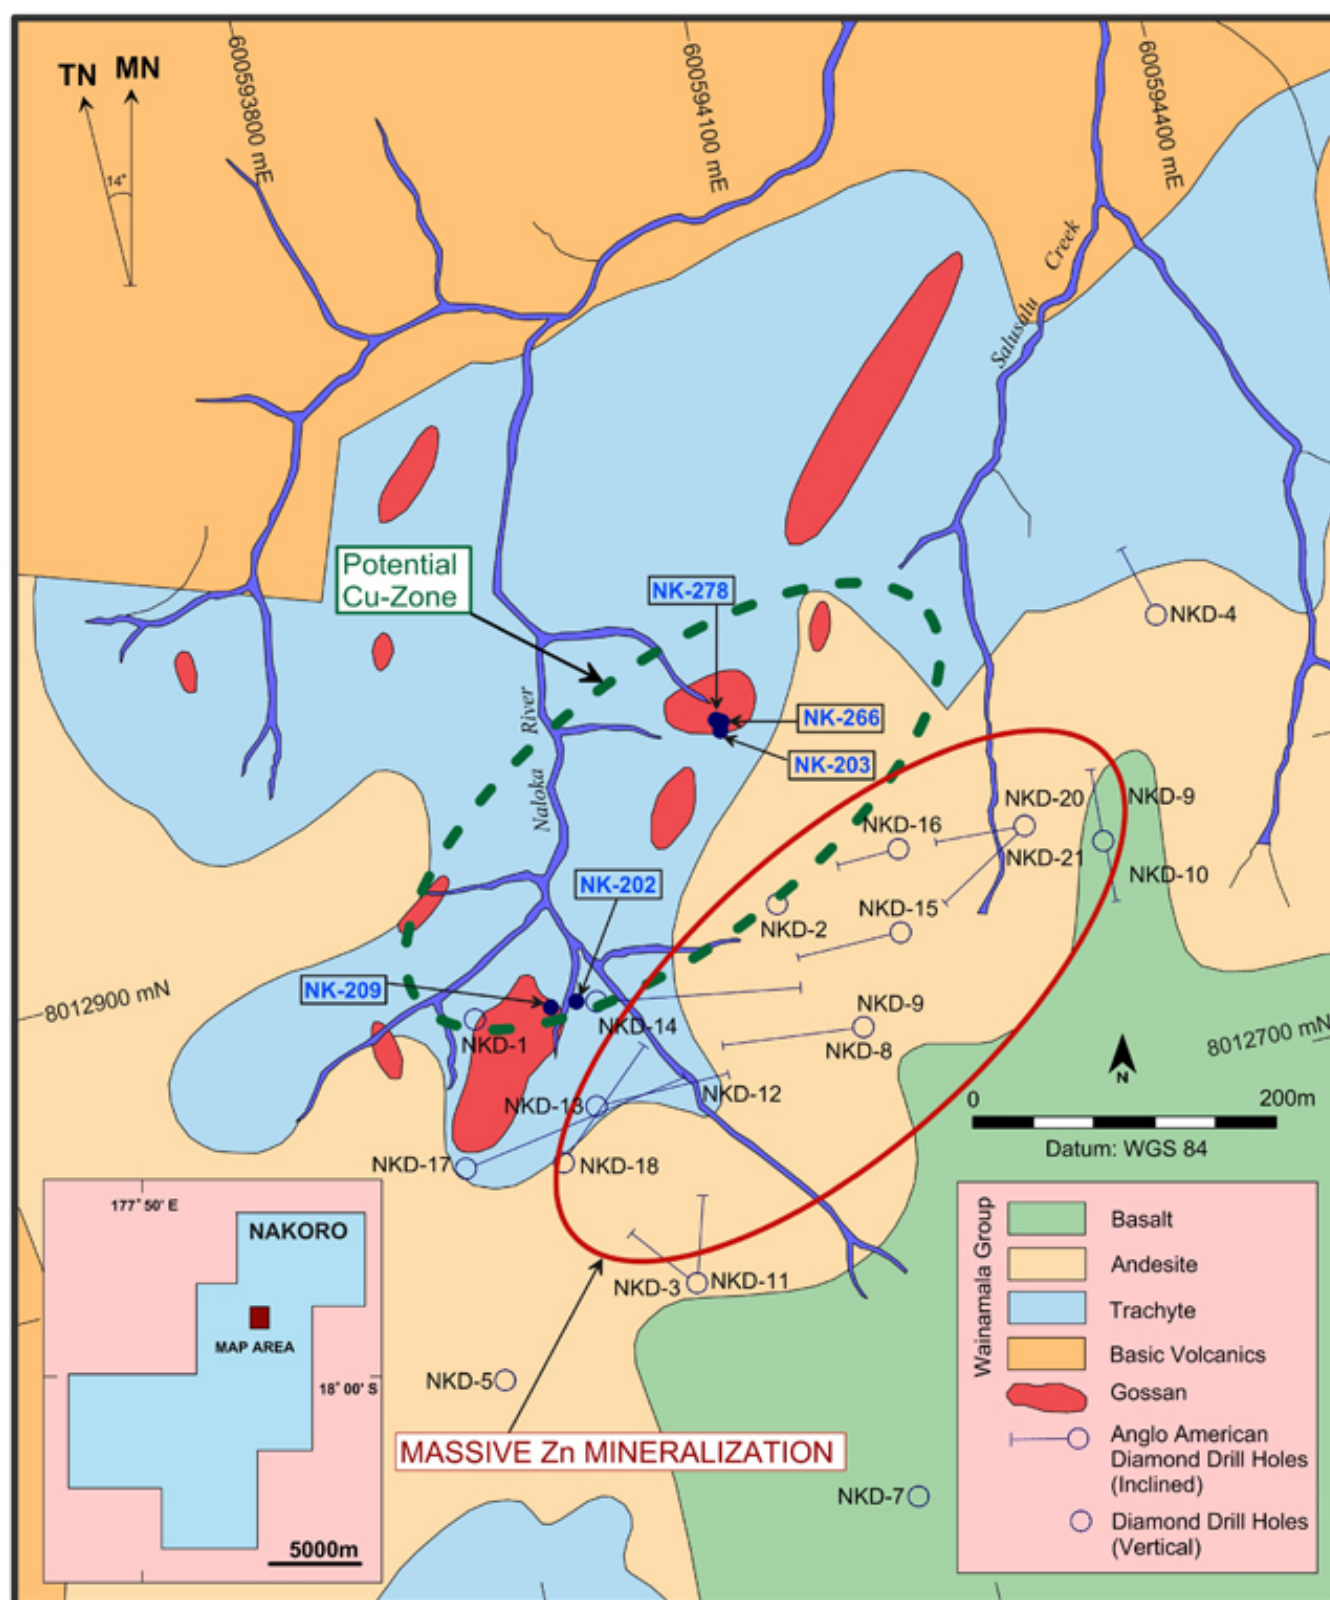 TN MN
14°
600593800 mE
600594100 mE
600594400 mE
Salusalu Creek
Potential
Cu-Zone
NK-278
NKD-4
NK-266
NK-203
Naloka River
NKD-20
NKD-9
NKD-16
NKD-21
NKD-10
NK-202
NKD-15
NKD-2
NK-209
8012900 mN
NKD-9
NKD-14
NKD-1
NKD-8
8012700 mN
N
NKD-12
NKD-13
0 200m
Datum: WGS 84
NKD-17
NKD-18
177° 50' E
NAKORO
MAP AREA
18° 00' S
5000m
NKD-3
NKD-11
NKD-5
MASSIVE Zn MINERALIZATION
NKD-7
Wainamala Group
Basalt
Andesite
Trachyte
Basic Volcanics
Gossan
Anglo American
Diamond Drill Holes
(Inclined)
Diamond Drill Holes
(Vertical)